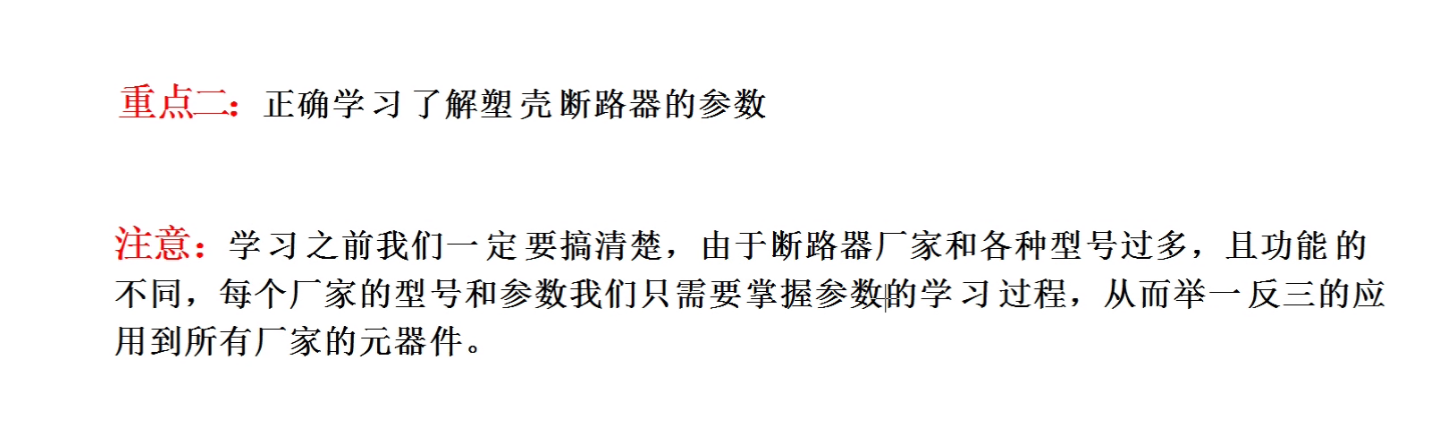 重点二：正确学习了解塑壳断路器的参数
注意：学习之前我们一定要搞清楚，由于断路器厂家和各种型号过多，且功能的
不同，每个厂家的型号和参数我们只需要掌握参数的学习过程，从而举一反三的应
用到所有厂家的元器件。